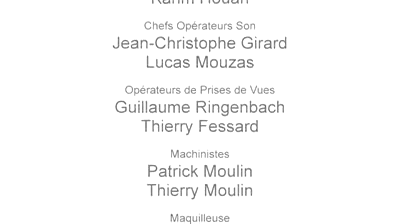 Chefs Opérateurs Son
Jean-Christophe Girard
Lucas Mouzas
Opérateurs de Prises de Vues
Guillaume Ringenbach
Thierry Fessard
Machinistes
Patrick Moulin
Thierry Moulin
Maquilleuse